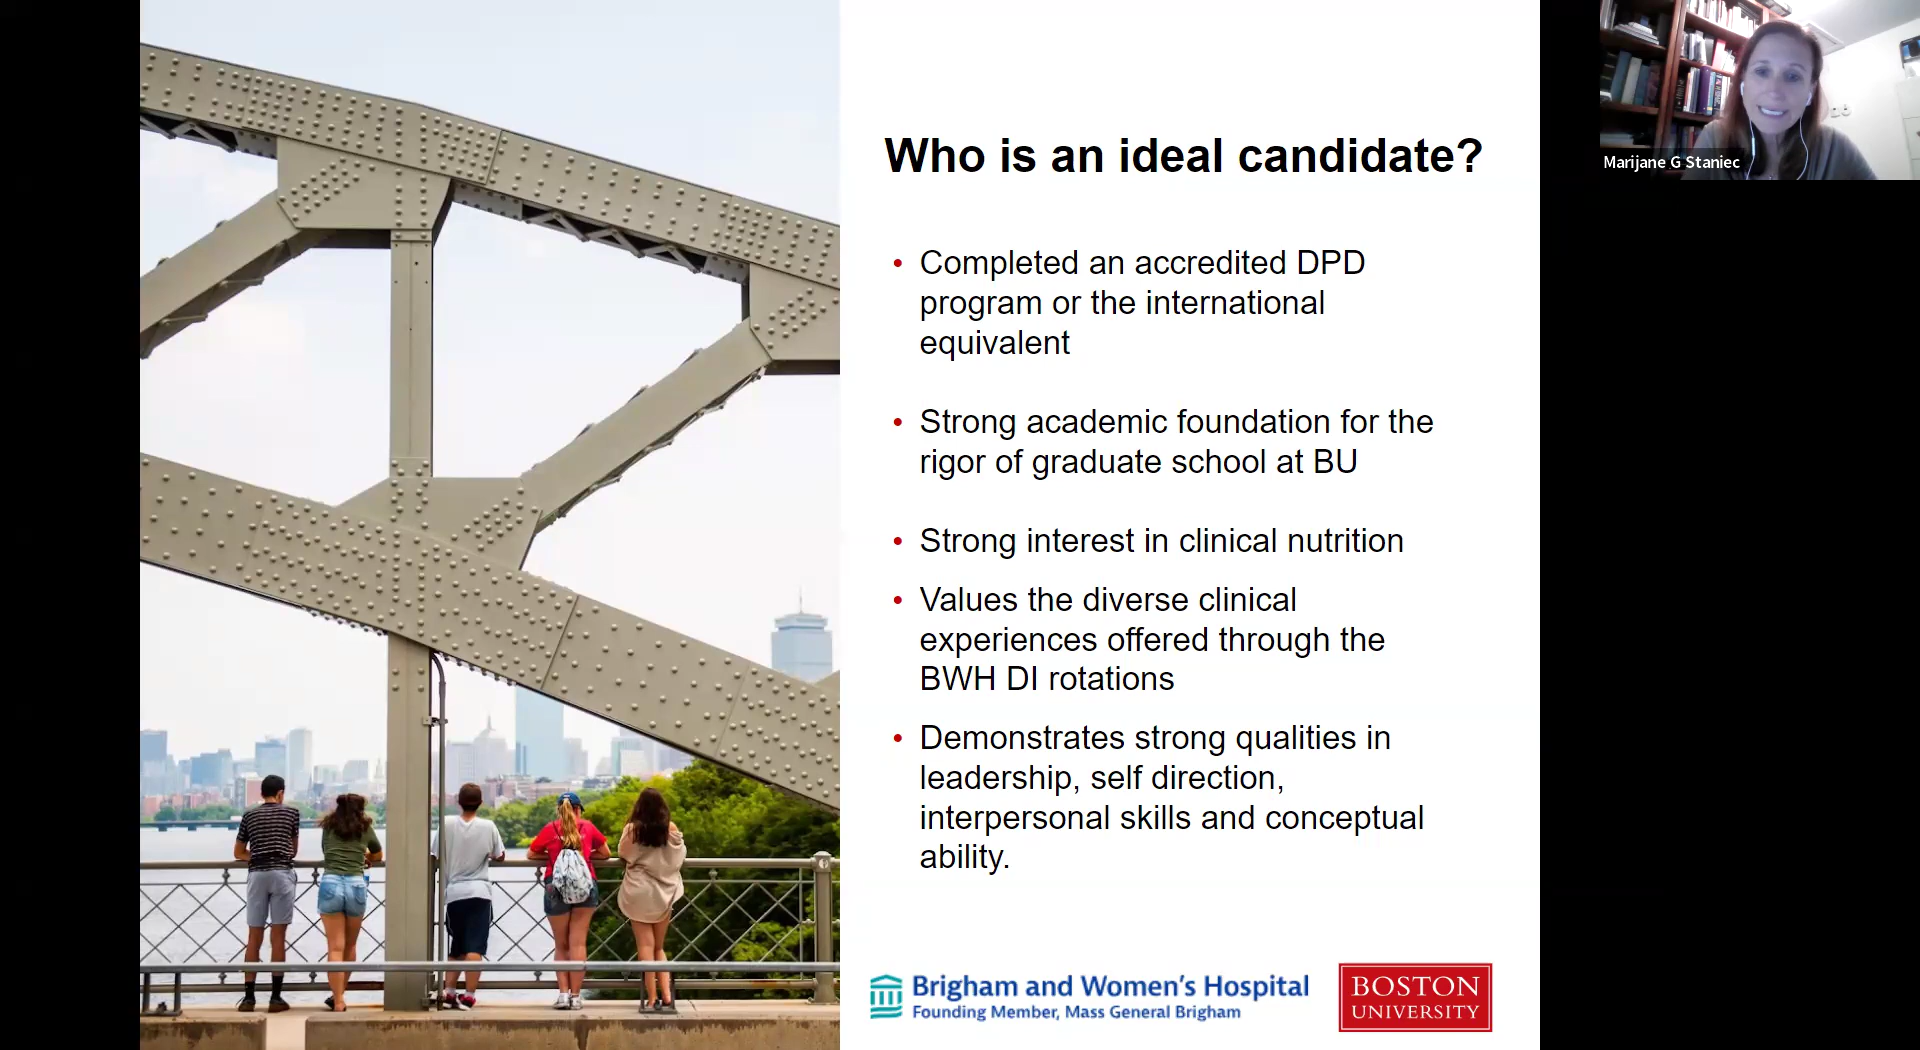 Who is an ideal candidate?
Marijane G Staniec
• Completed an accredited DPD
program or the international
equivalent
• Strong academic foundation for the
rigor of graduate school at BU
• Strong interest in clinical nutrition
• Values the diverse clinical
experiences offered through the
BWH DI rotations
• Demonstrates strong qualities in
leadership, self direction,
interpersonal skills and conceptual
ability.
Brigham and Women's Hospital
Founding Member, Mass General Brigham
BOSTON
UNIVERSITY